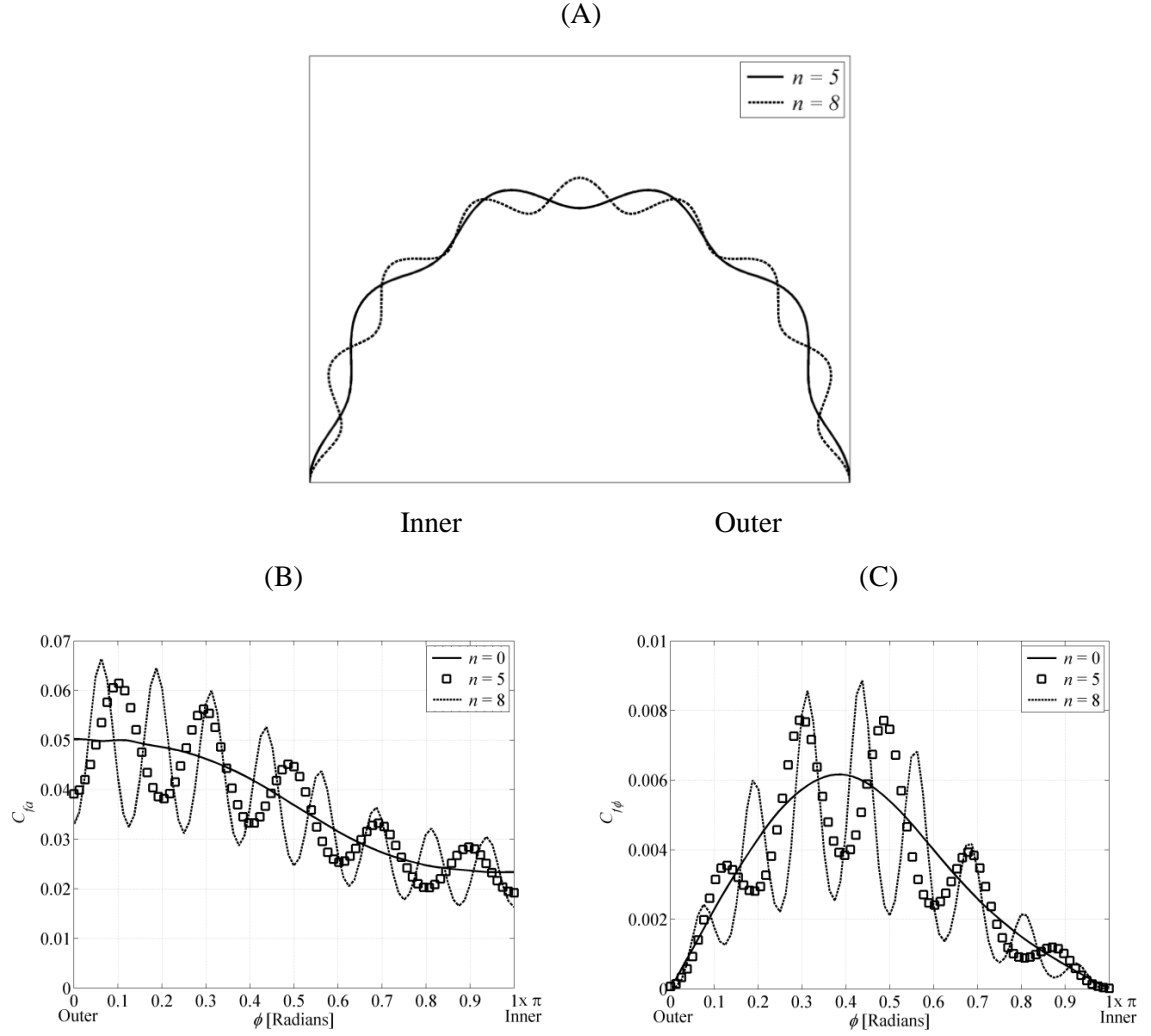 (A)
n = 5
n = 8
Inner Outer
(B)
(C)
0.07
0.06
0.05
0.04
0.03
0.02
0.01
0
C_fa
n = 0
n = 5
n = 8
0 0.1 0.2 0.3 0.4 0.5 0.6 0.7 0.8 0.9 1x π
Outer ϕ [Radians] Inner
0.01
0.008
0.006
0.004
0.002
0
C_fϕ
n = 0
n = 5
n = 8
0 0.1 0.2 0.3 0.4 0.5 0.6 0.7 0.8 0.9 1x π
Outer ϕ [Radians] Inner